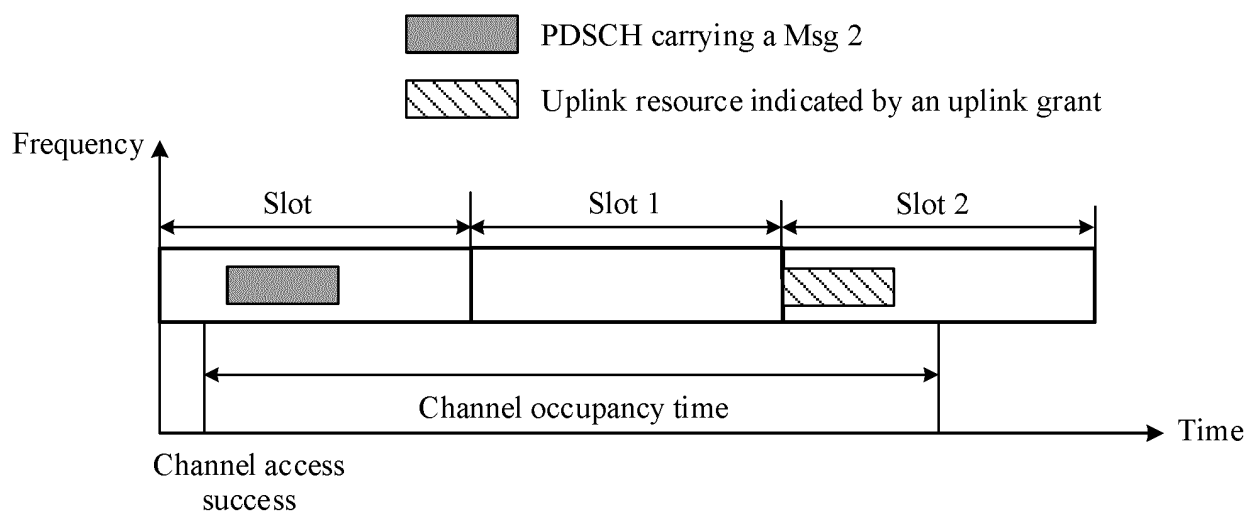 PDSCH carrying a Msg 2
Uplink resource indicated by an uplink grant
Frequency
Slot
Slot 1
Slot 2
Channel occupancy time
Time
Channel access
success